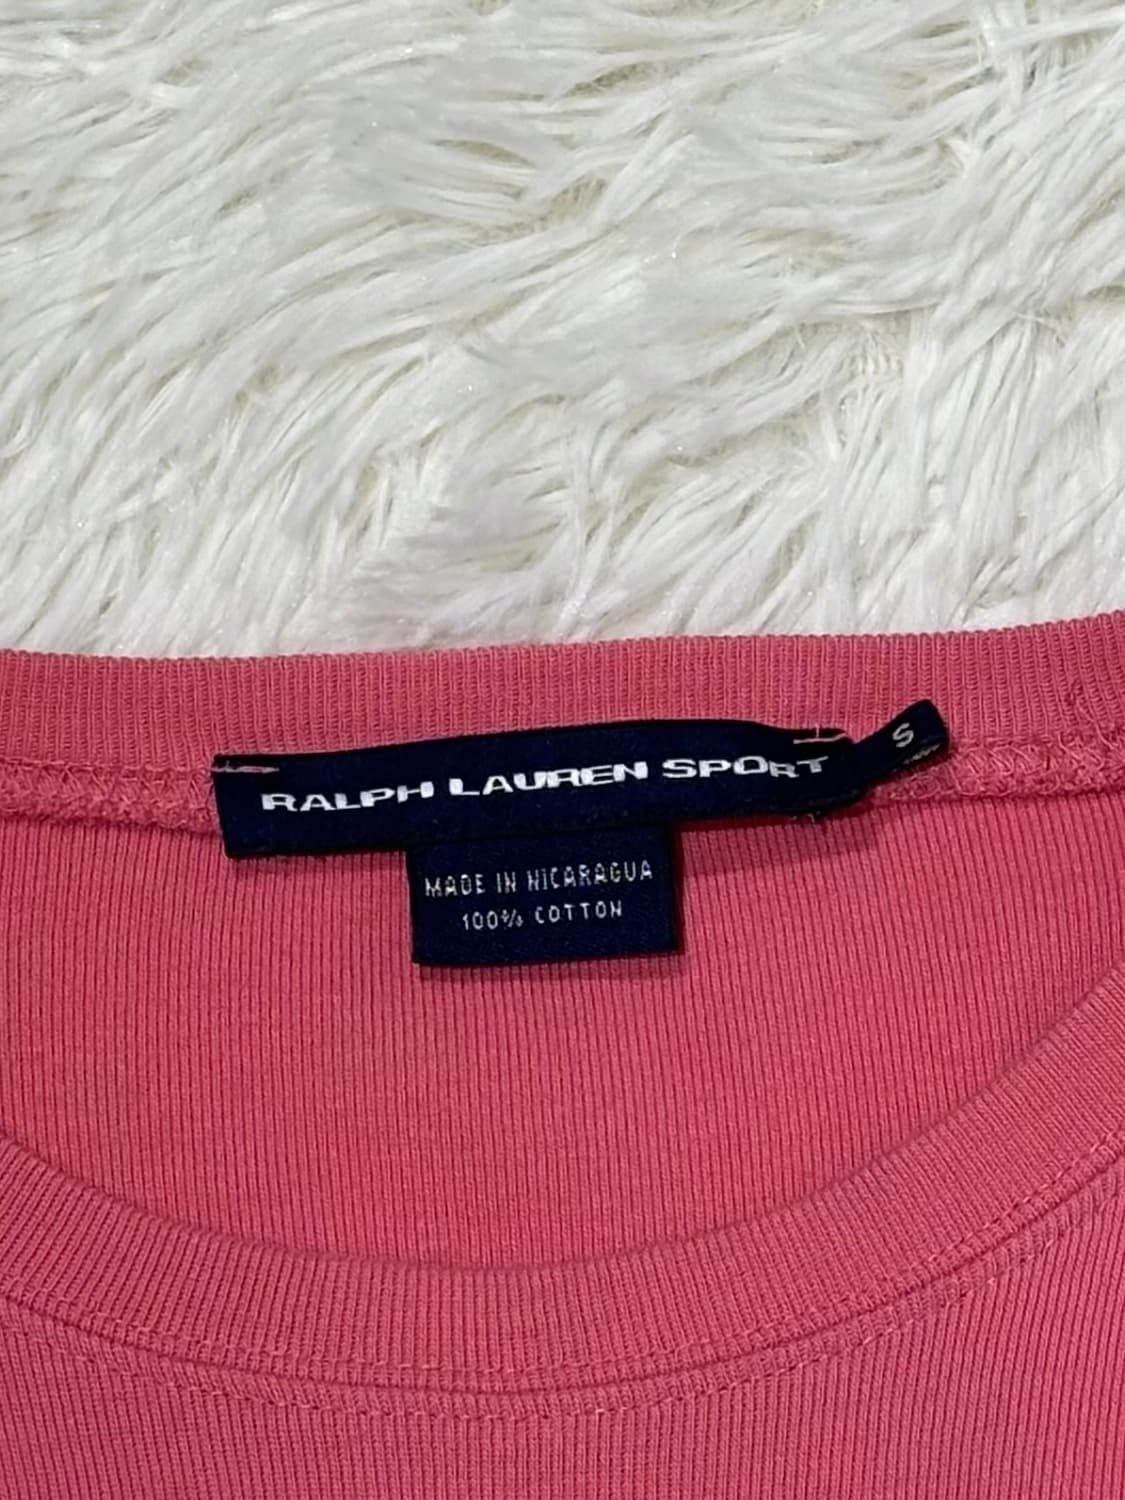 RALPH LAUREN SPORT
S
MADE IN NICARAGUA
100% COTTON